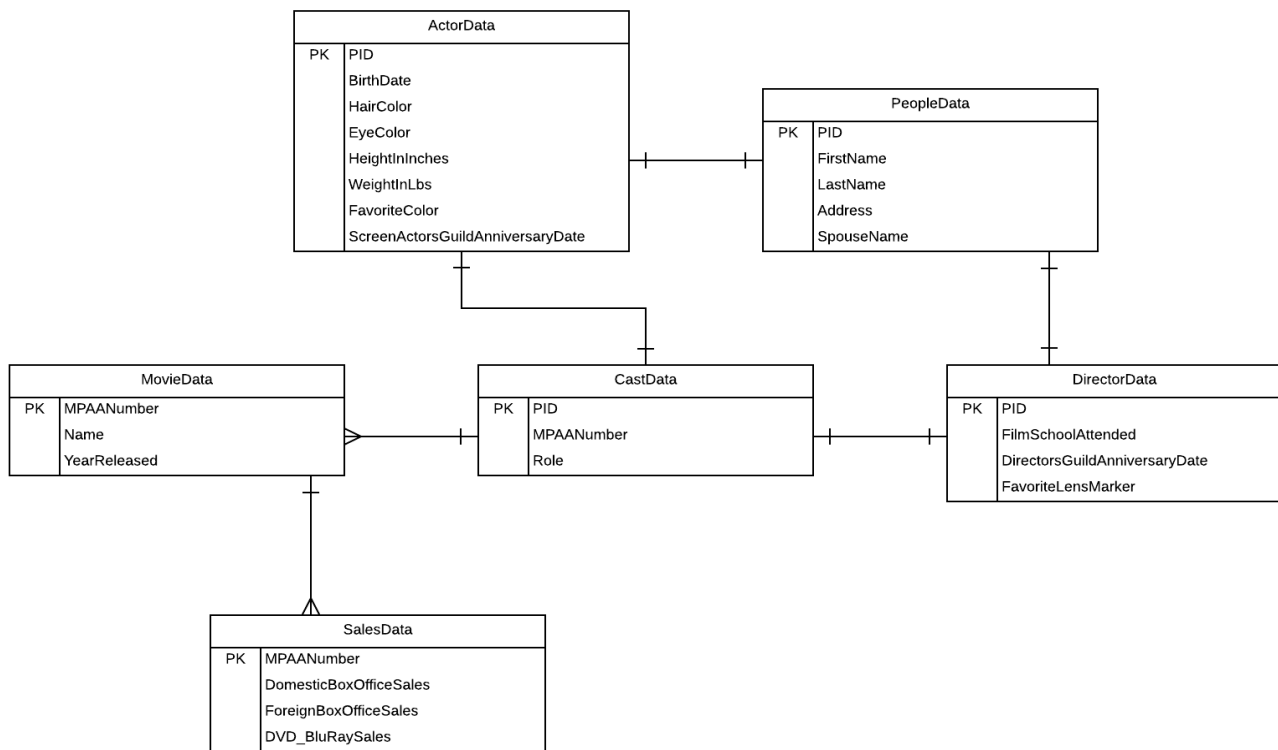 ActorData
PK PID
BirthDate
HairColor
EyeColor
HeightInInches
WeightInLbs
FavoriteColor
ScreenActorsGuildAnniversaryDate
PeopleData
PK PID
FirstName
LastName
Address
SpouseName
MovieData
PK MPAANumber
Name
YearReleased
CastData
PK PID
MPAANumber
Role
DirectorData
PK PID
FilmSchoolAttended
DirectorsGuildAnniversaryDate
FavoriteLensMarker
SalesData
PK MPAANumber
DomesticBoxOfficeSales
ForeignBoxOfficeSales
DVD_BluRaySales